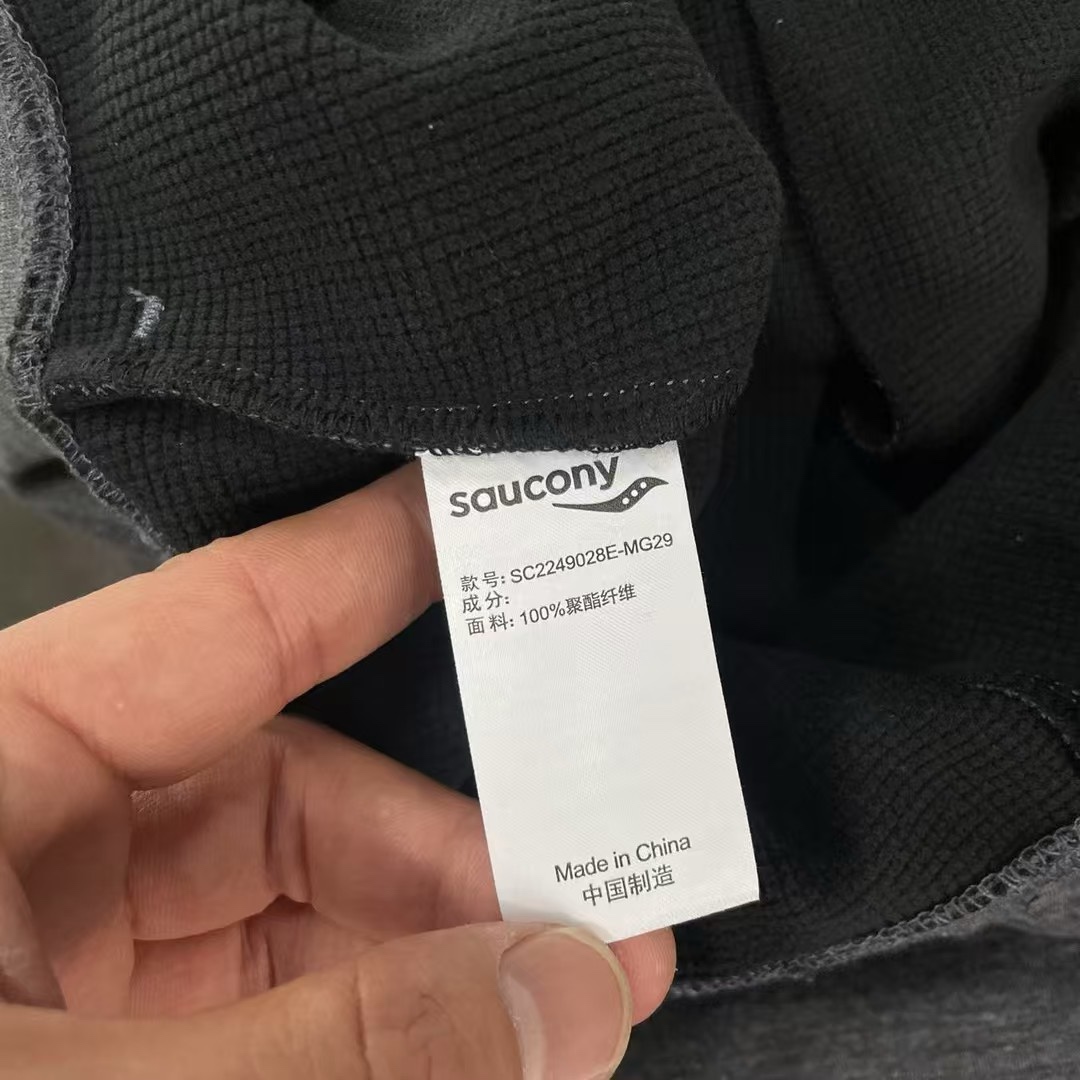 saucony
款号: SC2249028E-MG29
成分:
面料: 100%聚酯纤维
Made in China
中国制造